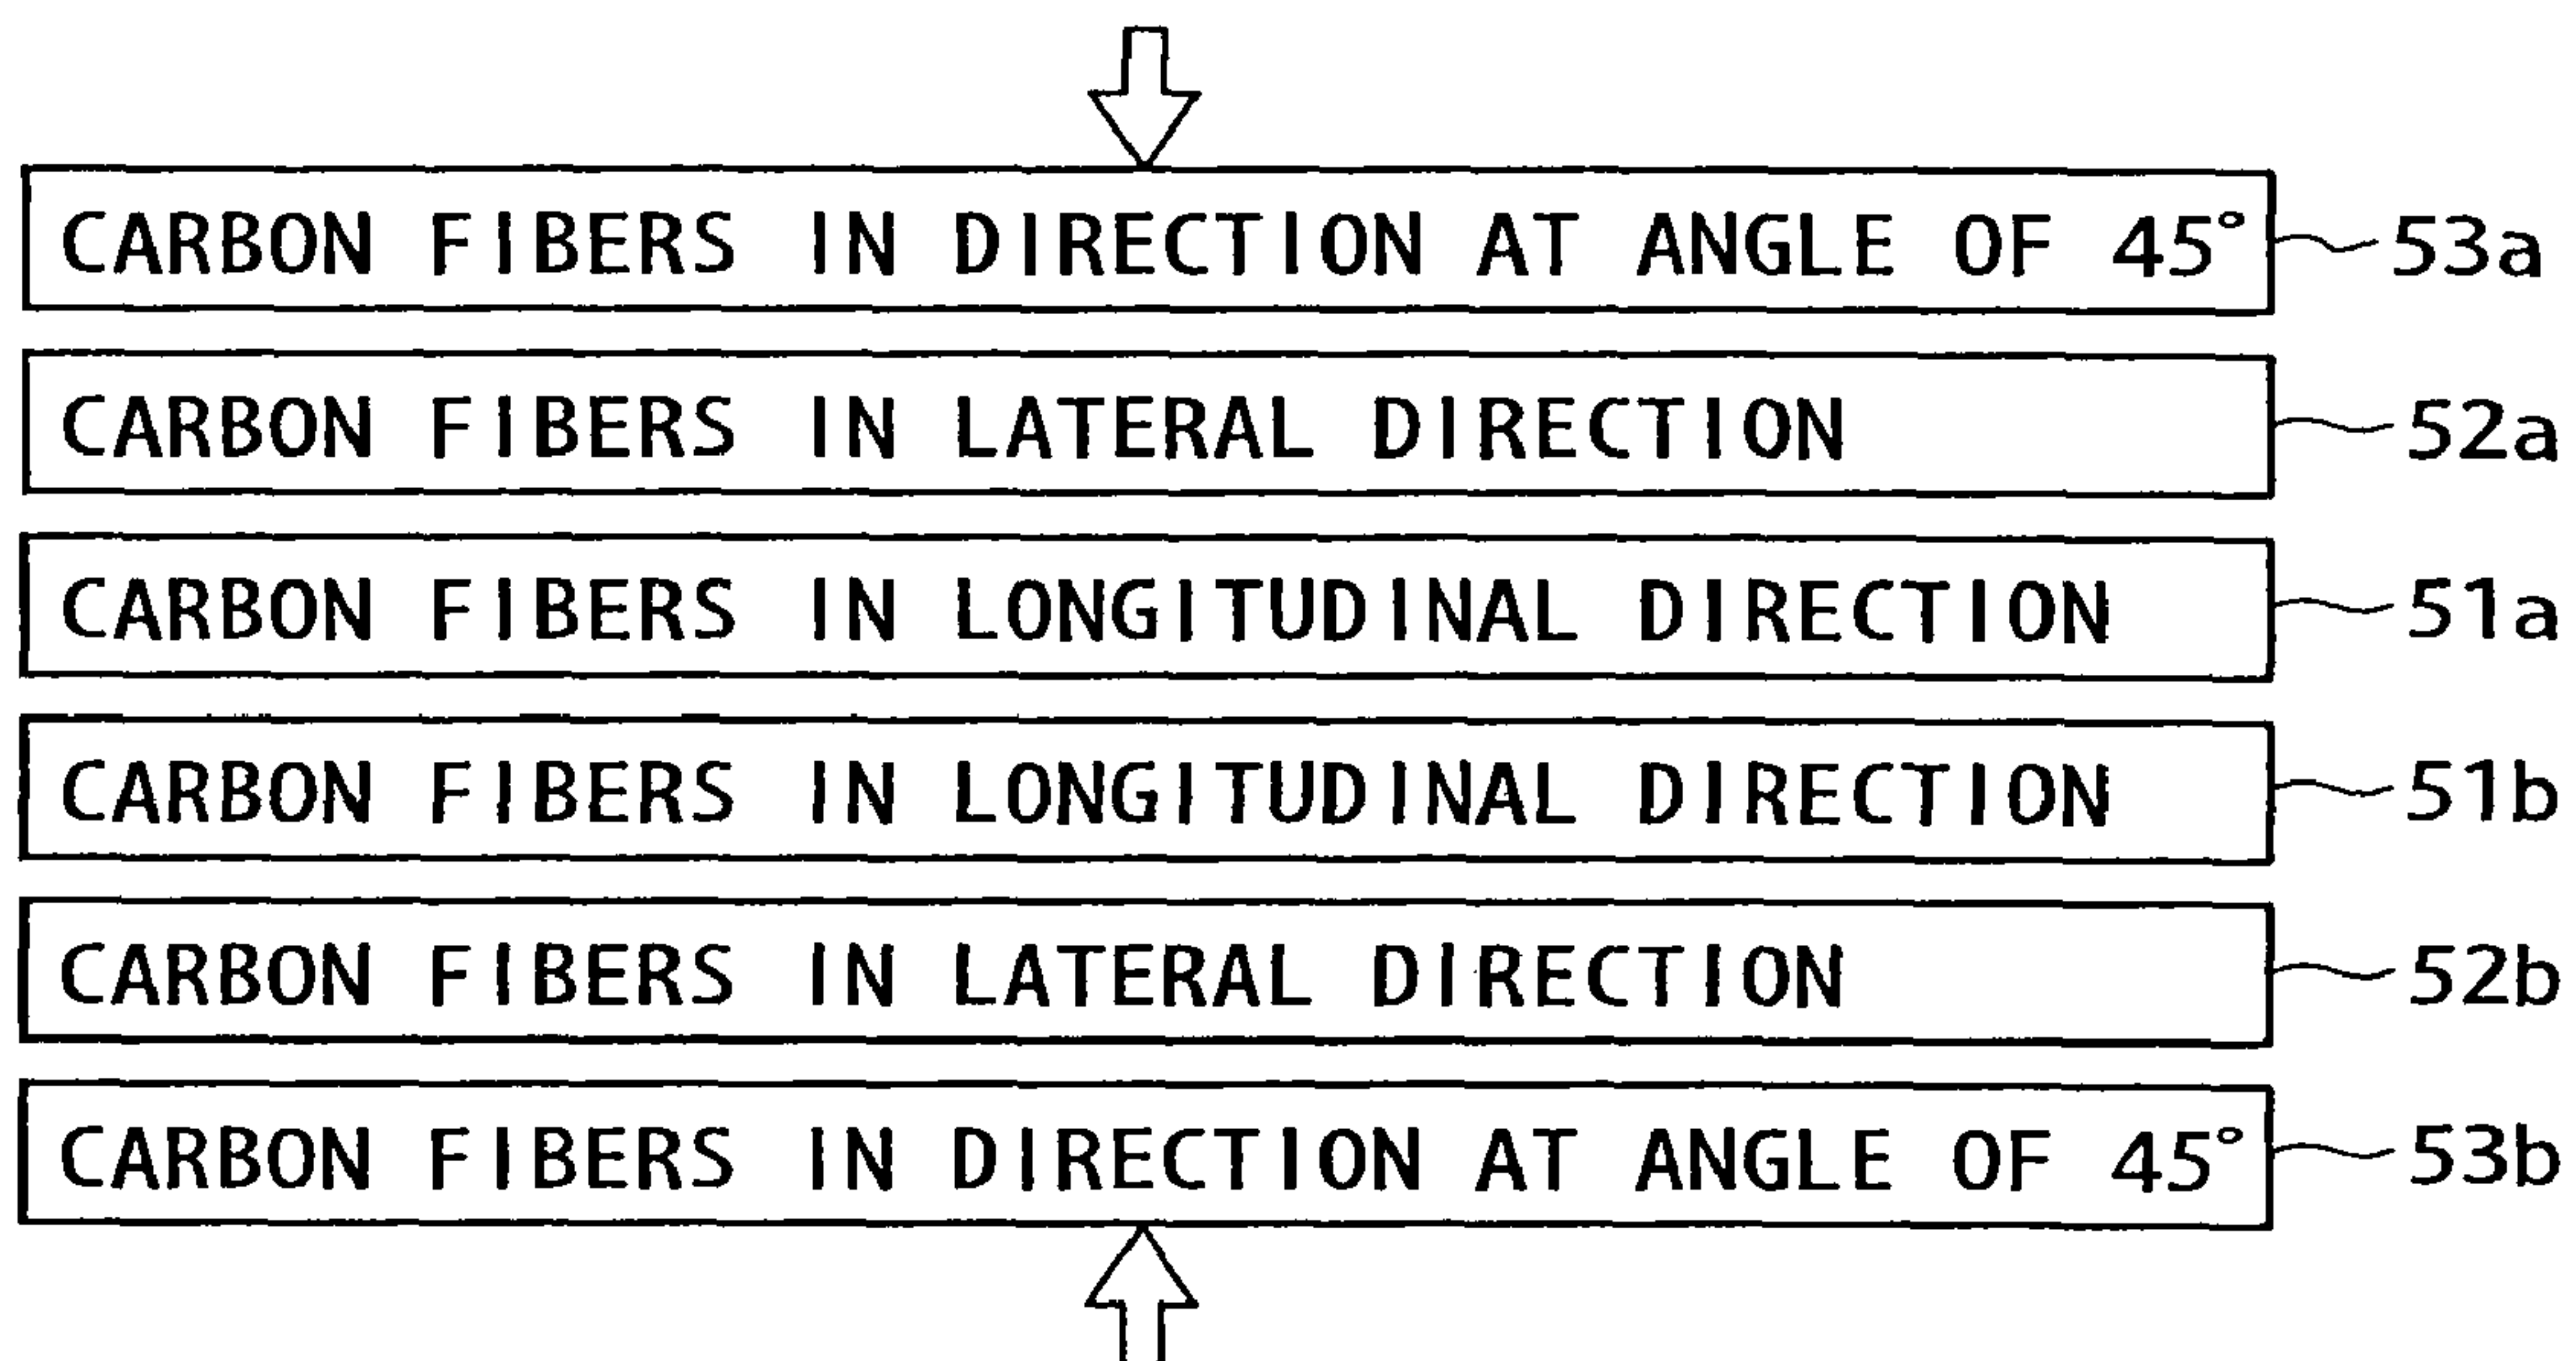 CARBON FIBERS IN DIRECTION AT ANGLE OF 45° 53a
CARBON FIBERS IN LATERAL DIRECTION 52a
CARBON FIBERS IN LONGITUDINAL DIRECTION 51a
CARBON FIBERS IN LONGITUDINAL DIRECTION 51b
CARBON FIBERS IN LATERAL DIRECTION 52b
CARBON FIBERS IN DIRECTION AT ANGLE OF 45° 53b